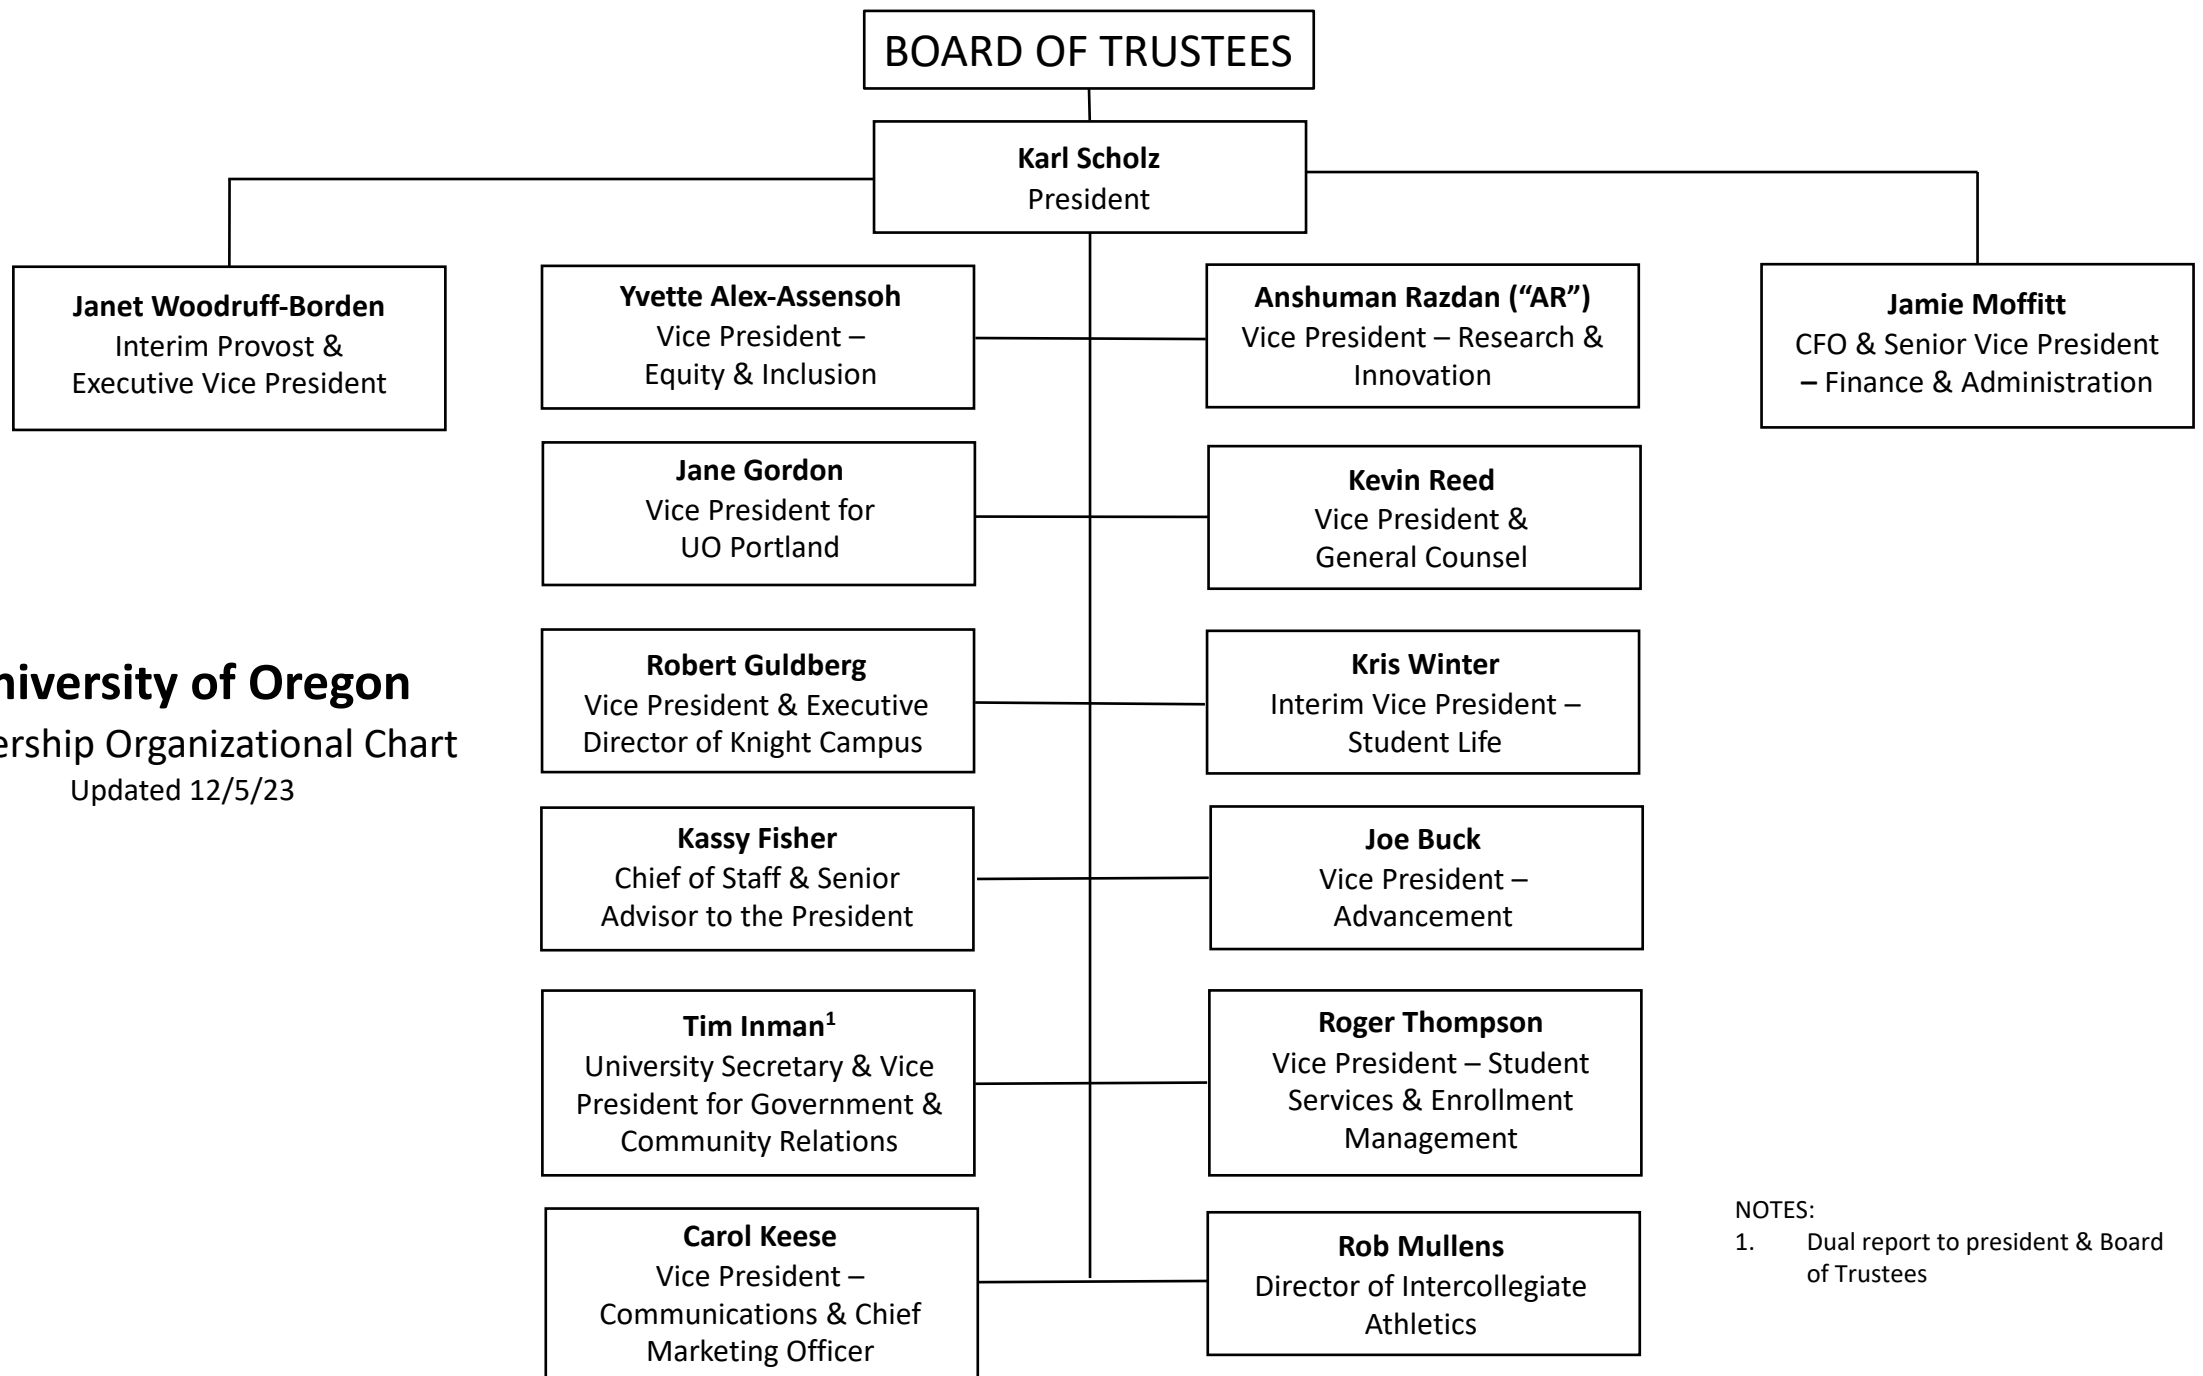 BOARD OF TRUSTEES
Karl Scholz
President
Janet Woodruff-Borden
Interim Provost &
Executive Vice President
Yvette Alex-Assensoh
Vice President –
Equity & Inclusion
Anshuman Razdan (“AR”)
Vice President – Research &
Innovation
Jamie Moffitt
CFO & Senior Vice President
– Finance & Administration
Jane Gordon
Vice President for
UO Portland
Kevin Reed
Vice President &
General Counsel
niversity of Oregon
ership Organizational Chart
Updated 12/5/23
Robert Guldberg
Vice President & Executive
Director of Knight Campus
Kris Winter
Interim Vice President –
Student Life
Kassy Fisher
Chief of Staff & Senior
Advisor to the President
Joe Buck
Vice President –
Advancement
Tim Inman¹
University Secretary & Vice
President for Government &
Community Relations
Roger Thompson
Vice President – Student
Services & Enrollment
Management
Carol Keese
Vice President –
Communications & Chief
Marketing Officer
Rob Mullens
Director of Intercollegiate
Athletics
NOTES:
1. Dual report to president & Board
of Trustees